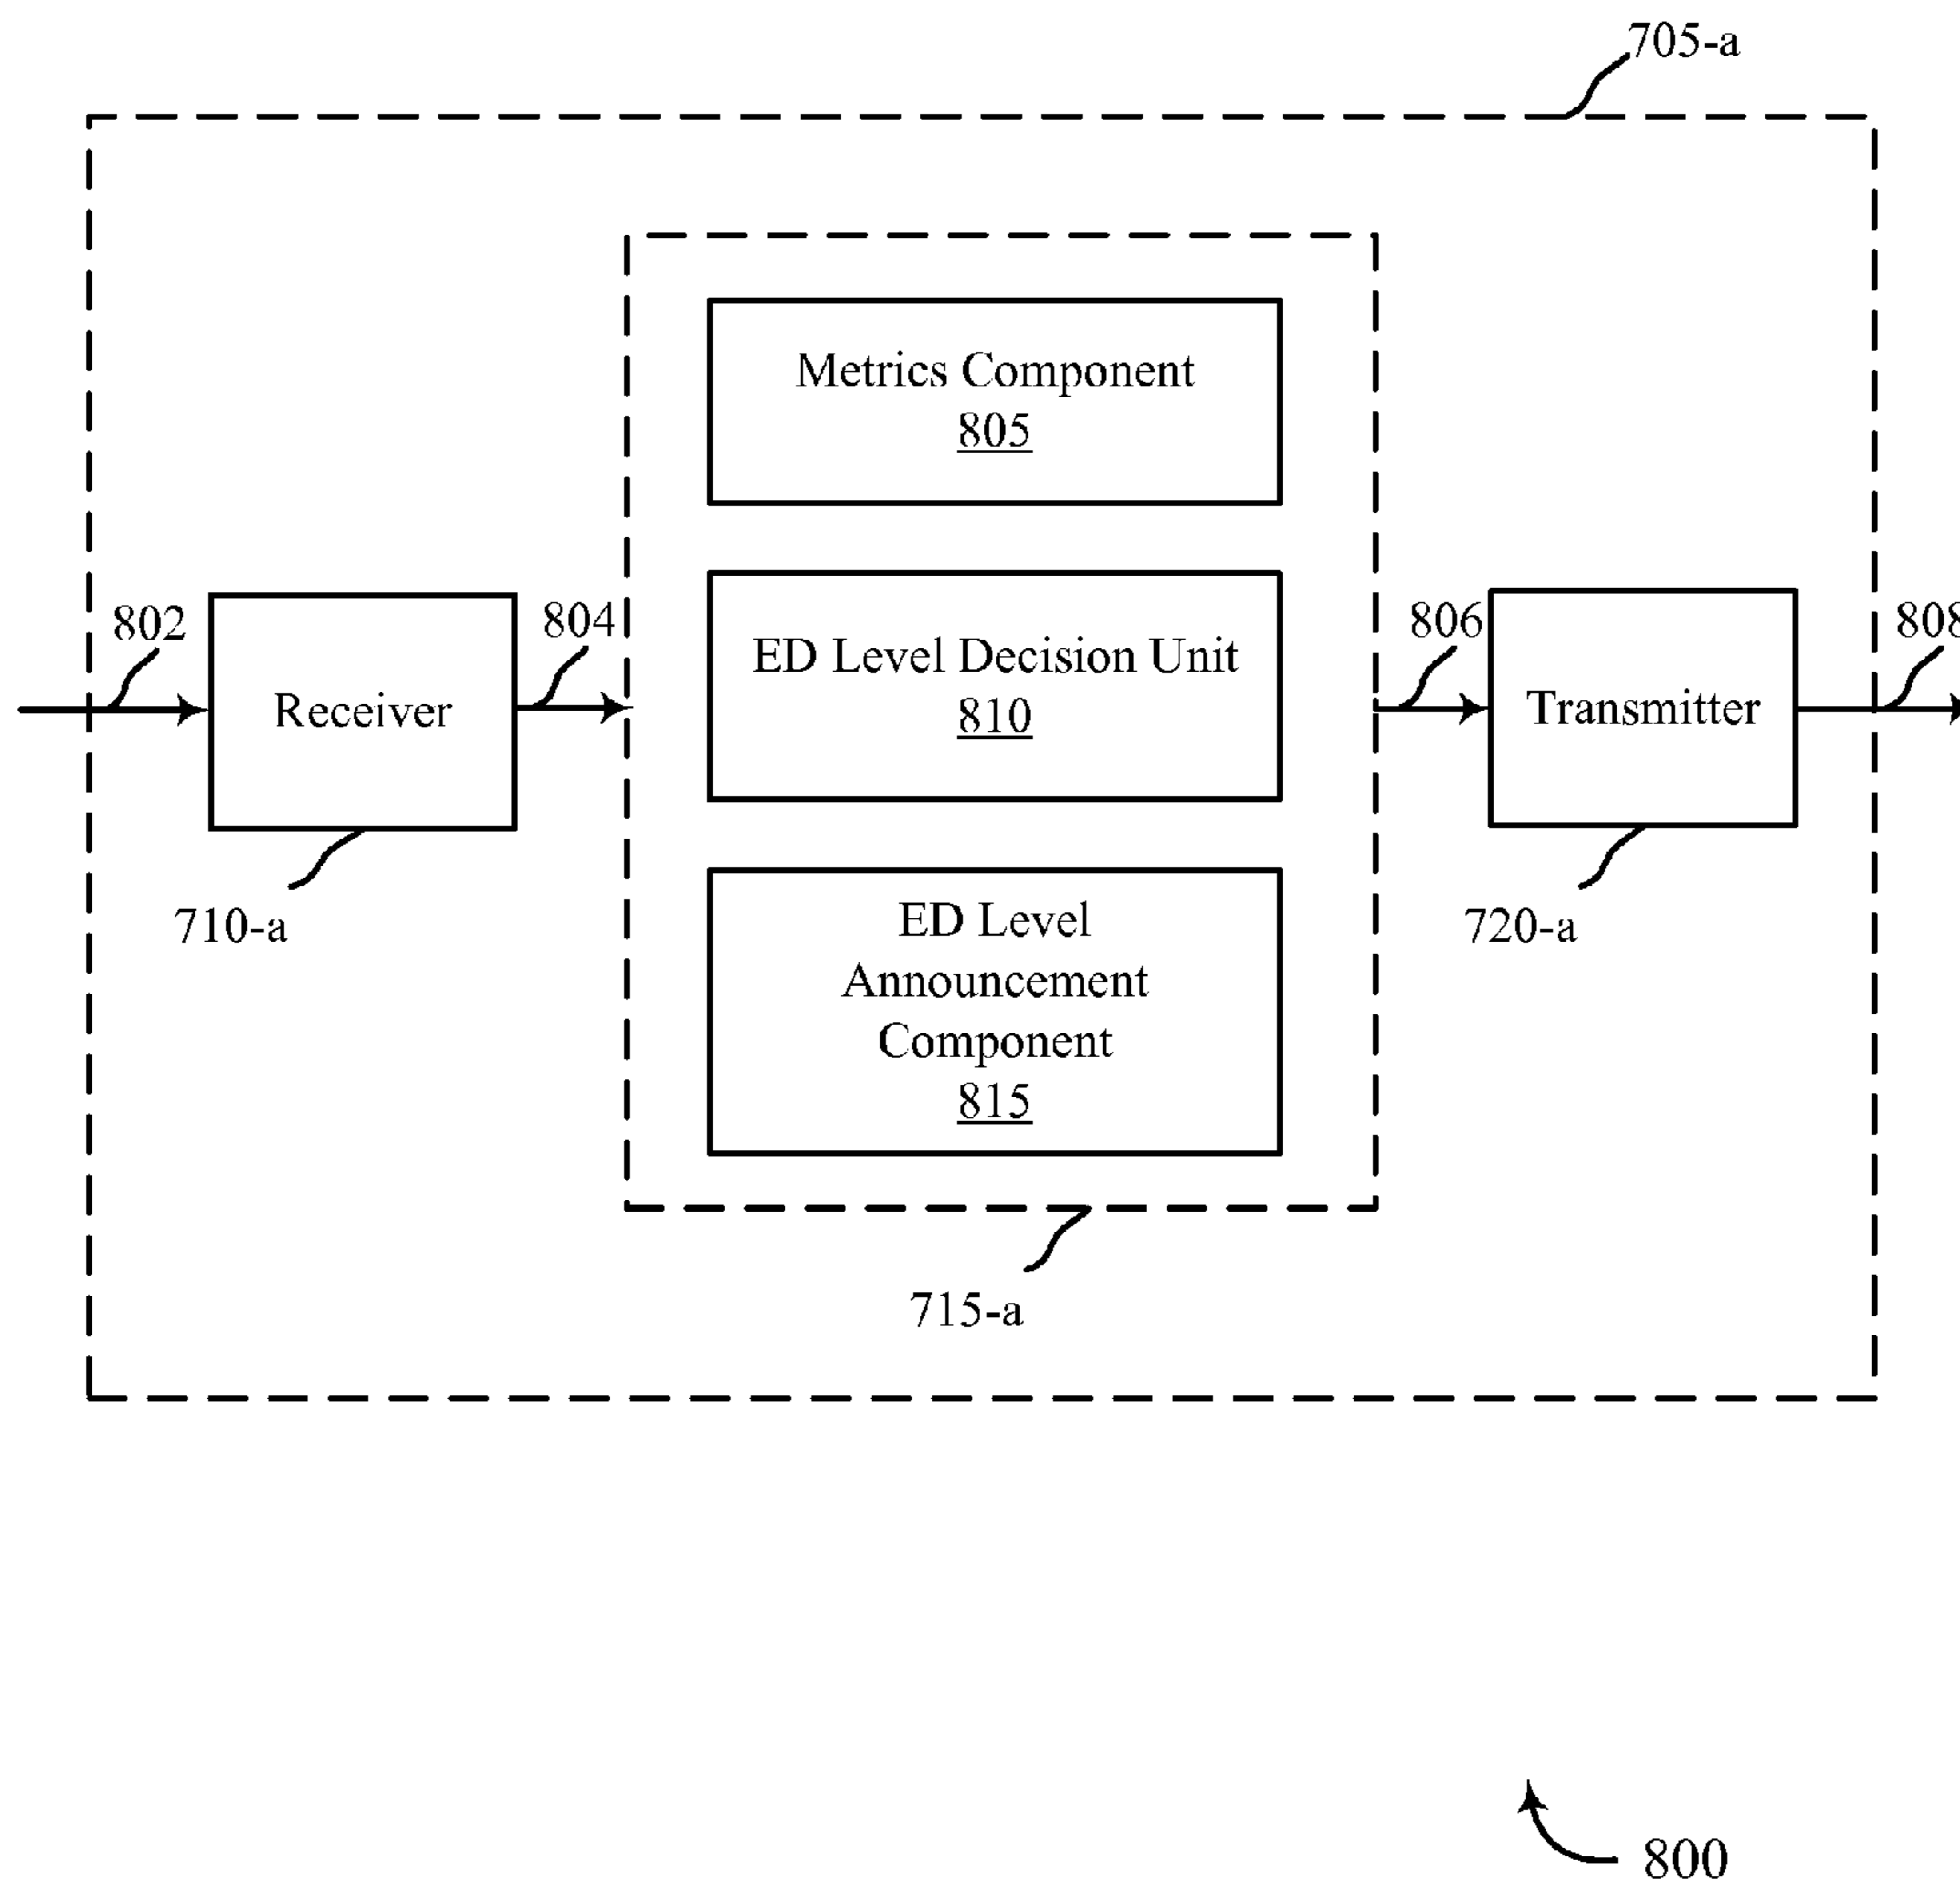 705-a
Metrics Component
805
802
804
806
808
Receiver
ED Level Decision Unit
810
Transmitter
710-a
720-a
ED Level
Announcement
Component
815
715-a
800